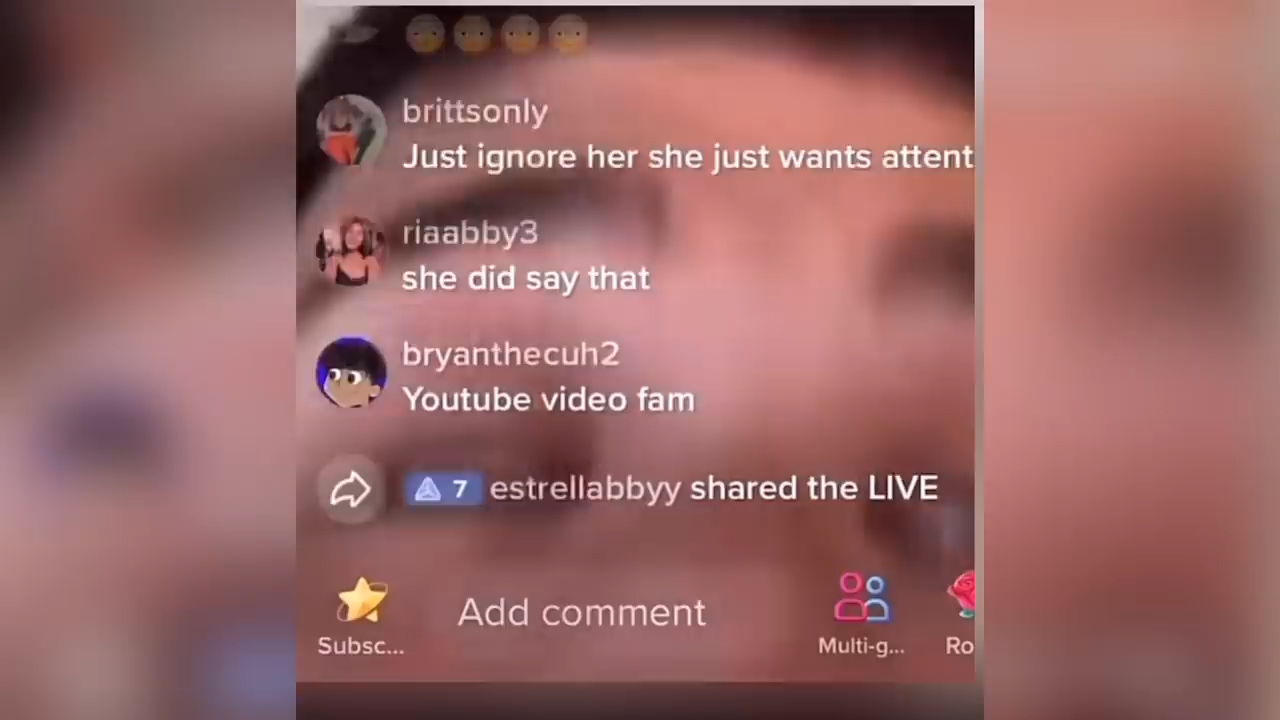 brittsonly
Just ignore her she just wants attent
riaabby3
she did say that
bryanthecuh2
Youtube video fam
7 estrellabbyy shared the LIVE
Add comment
Subsc... Multi-g... Ro